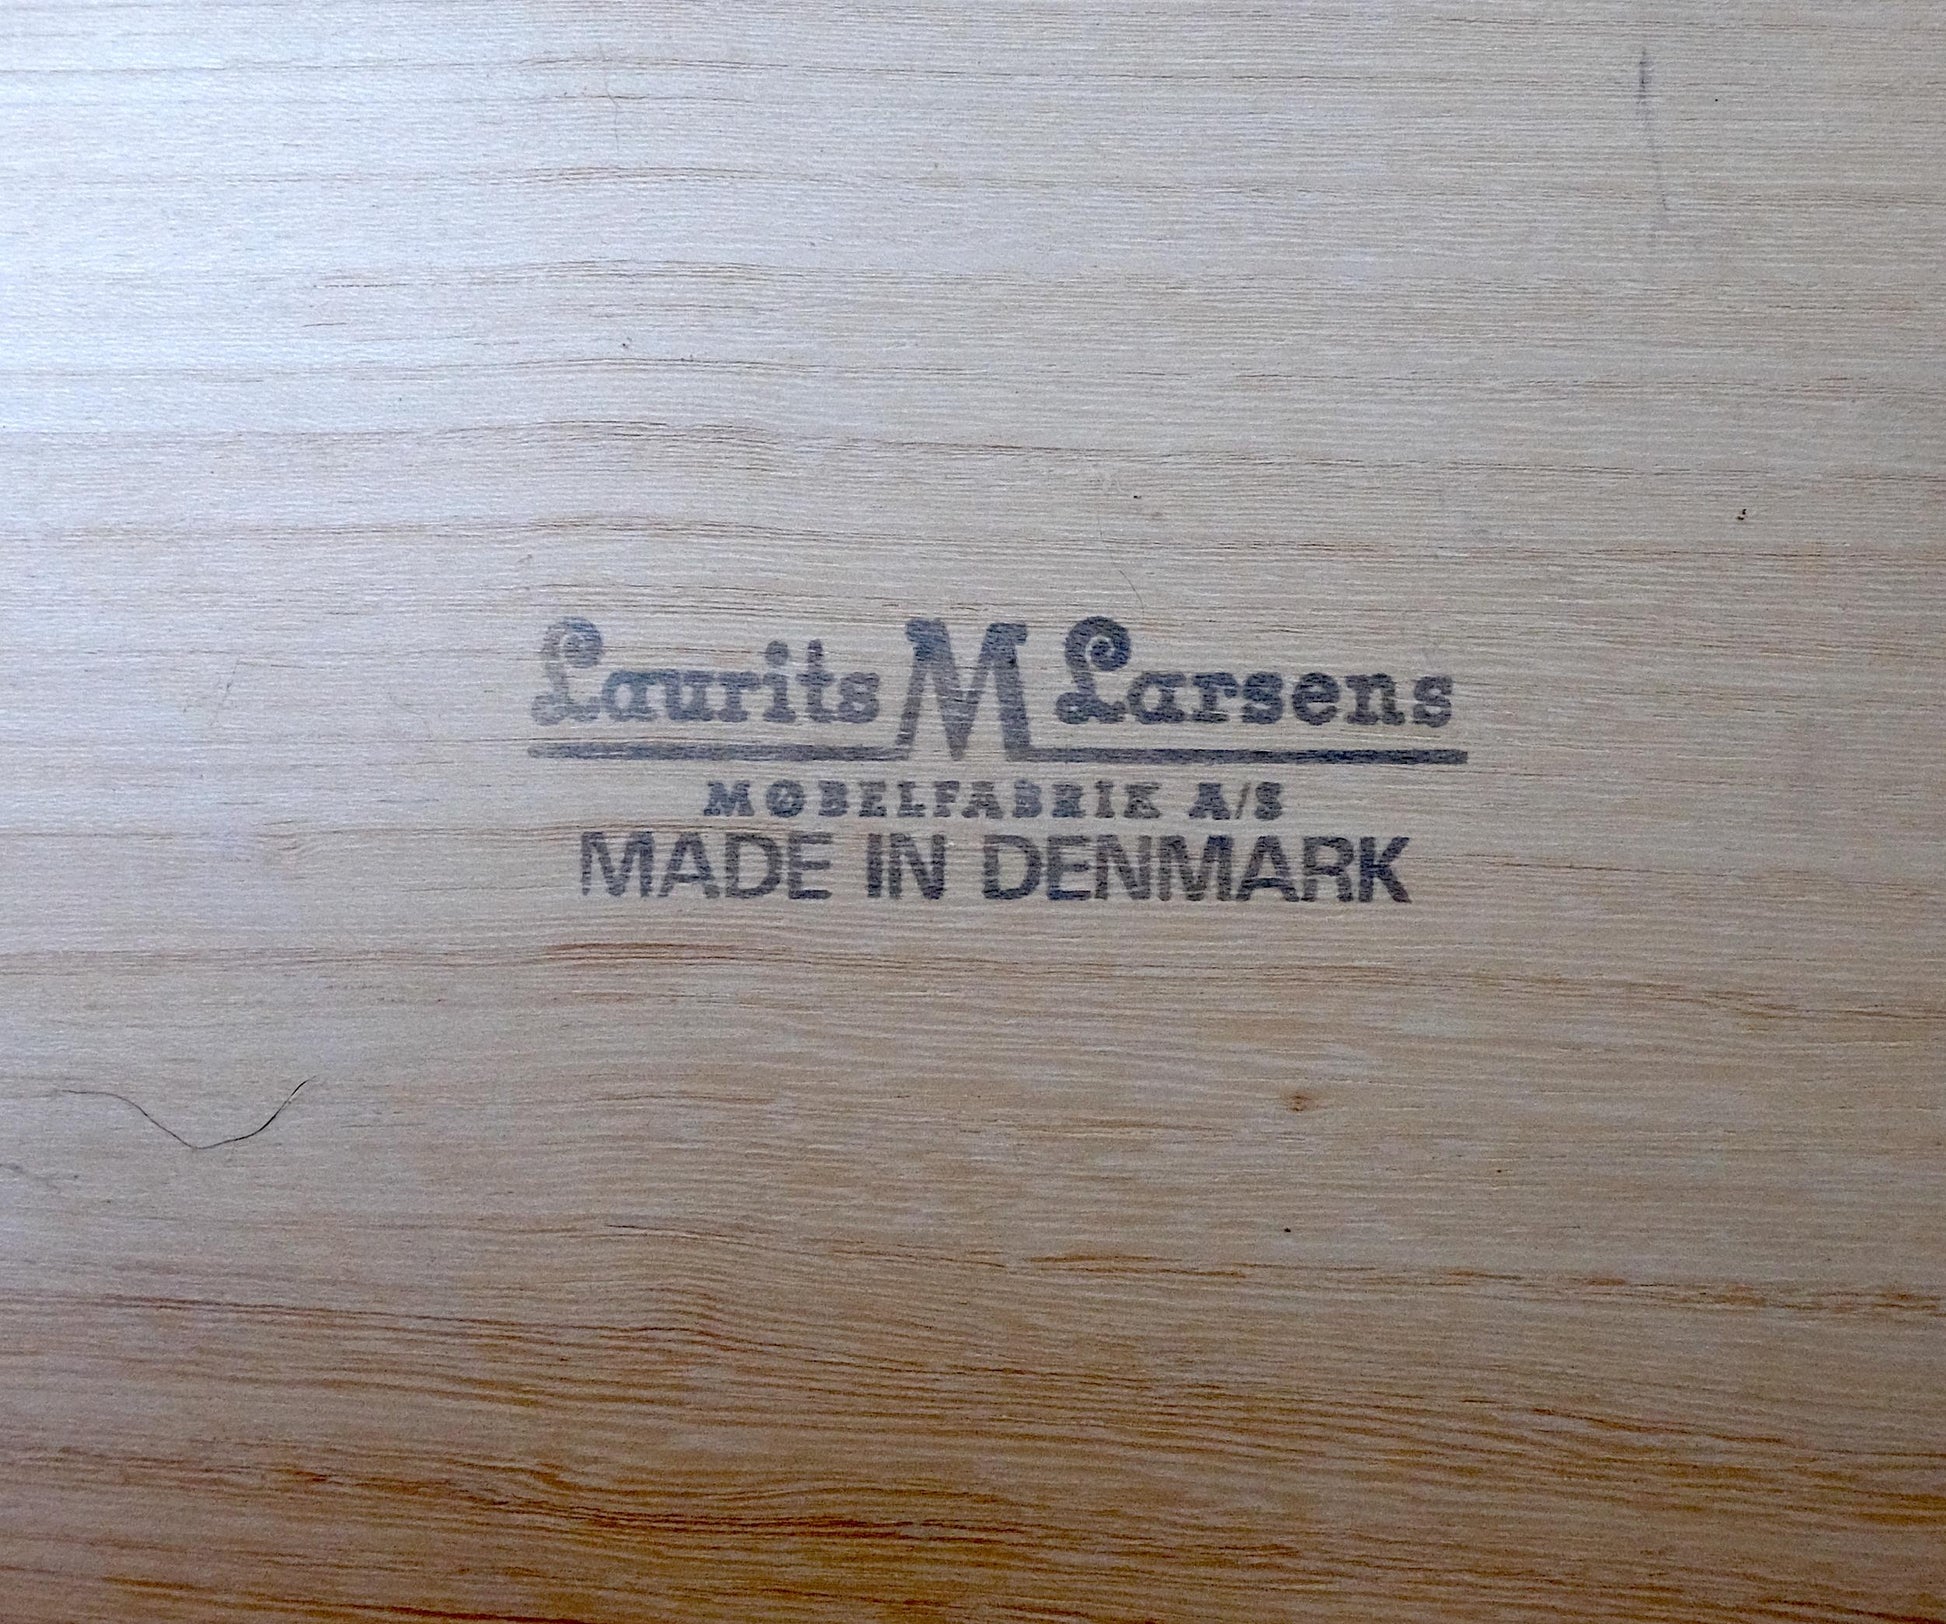 Laurits M Larsens
MØBELFABRIK A/S
MADE IN DENMARK